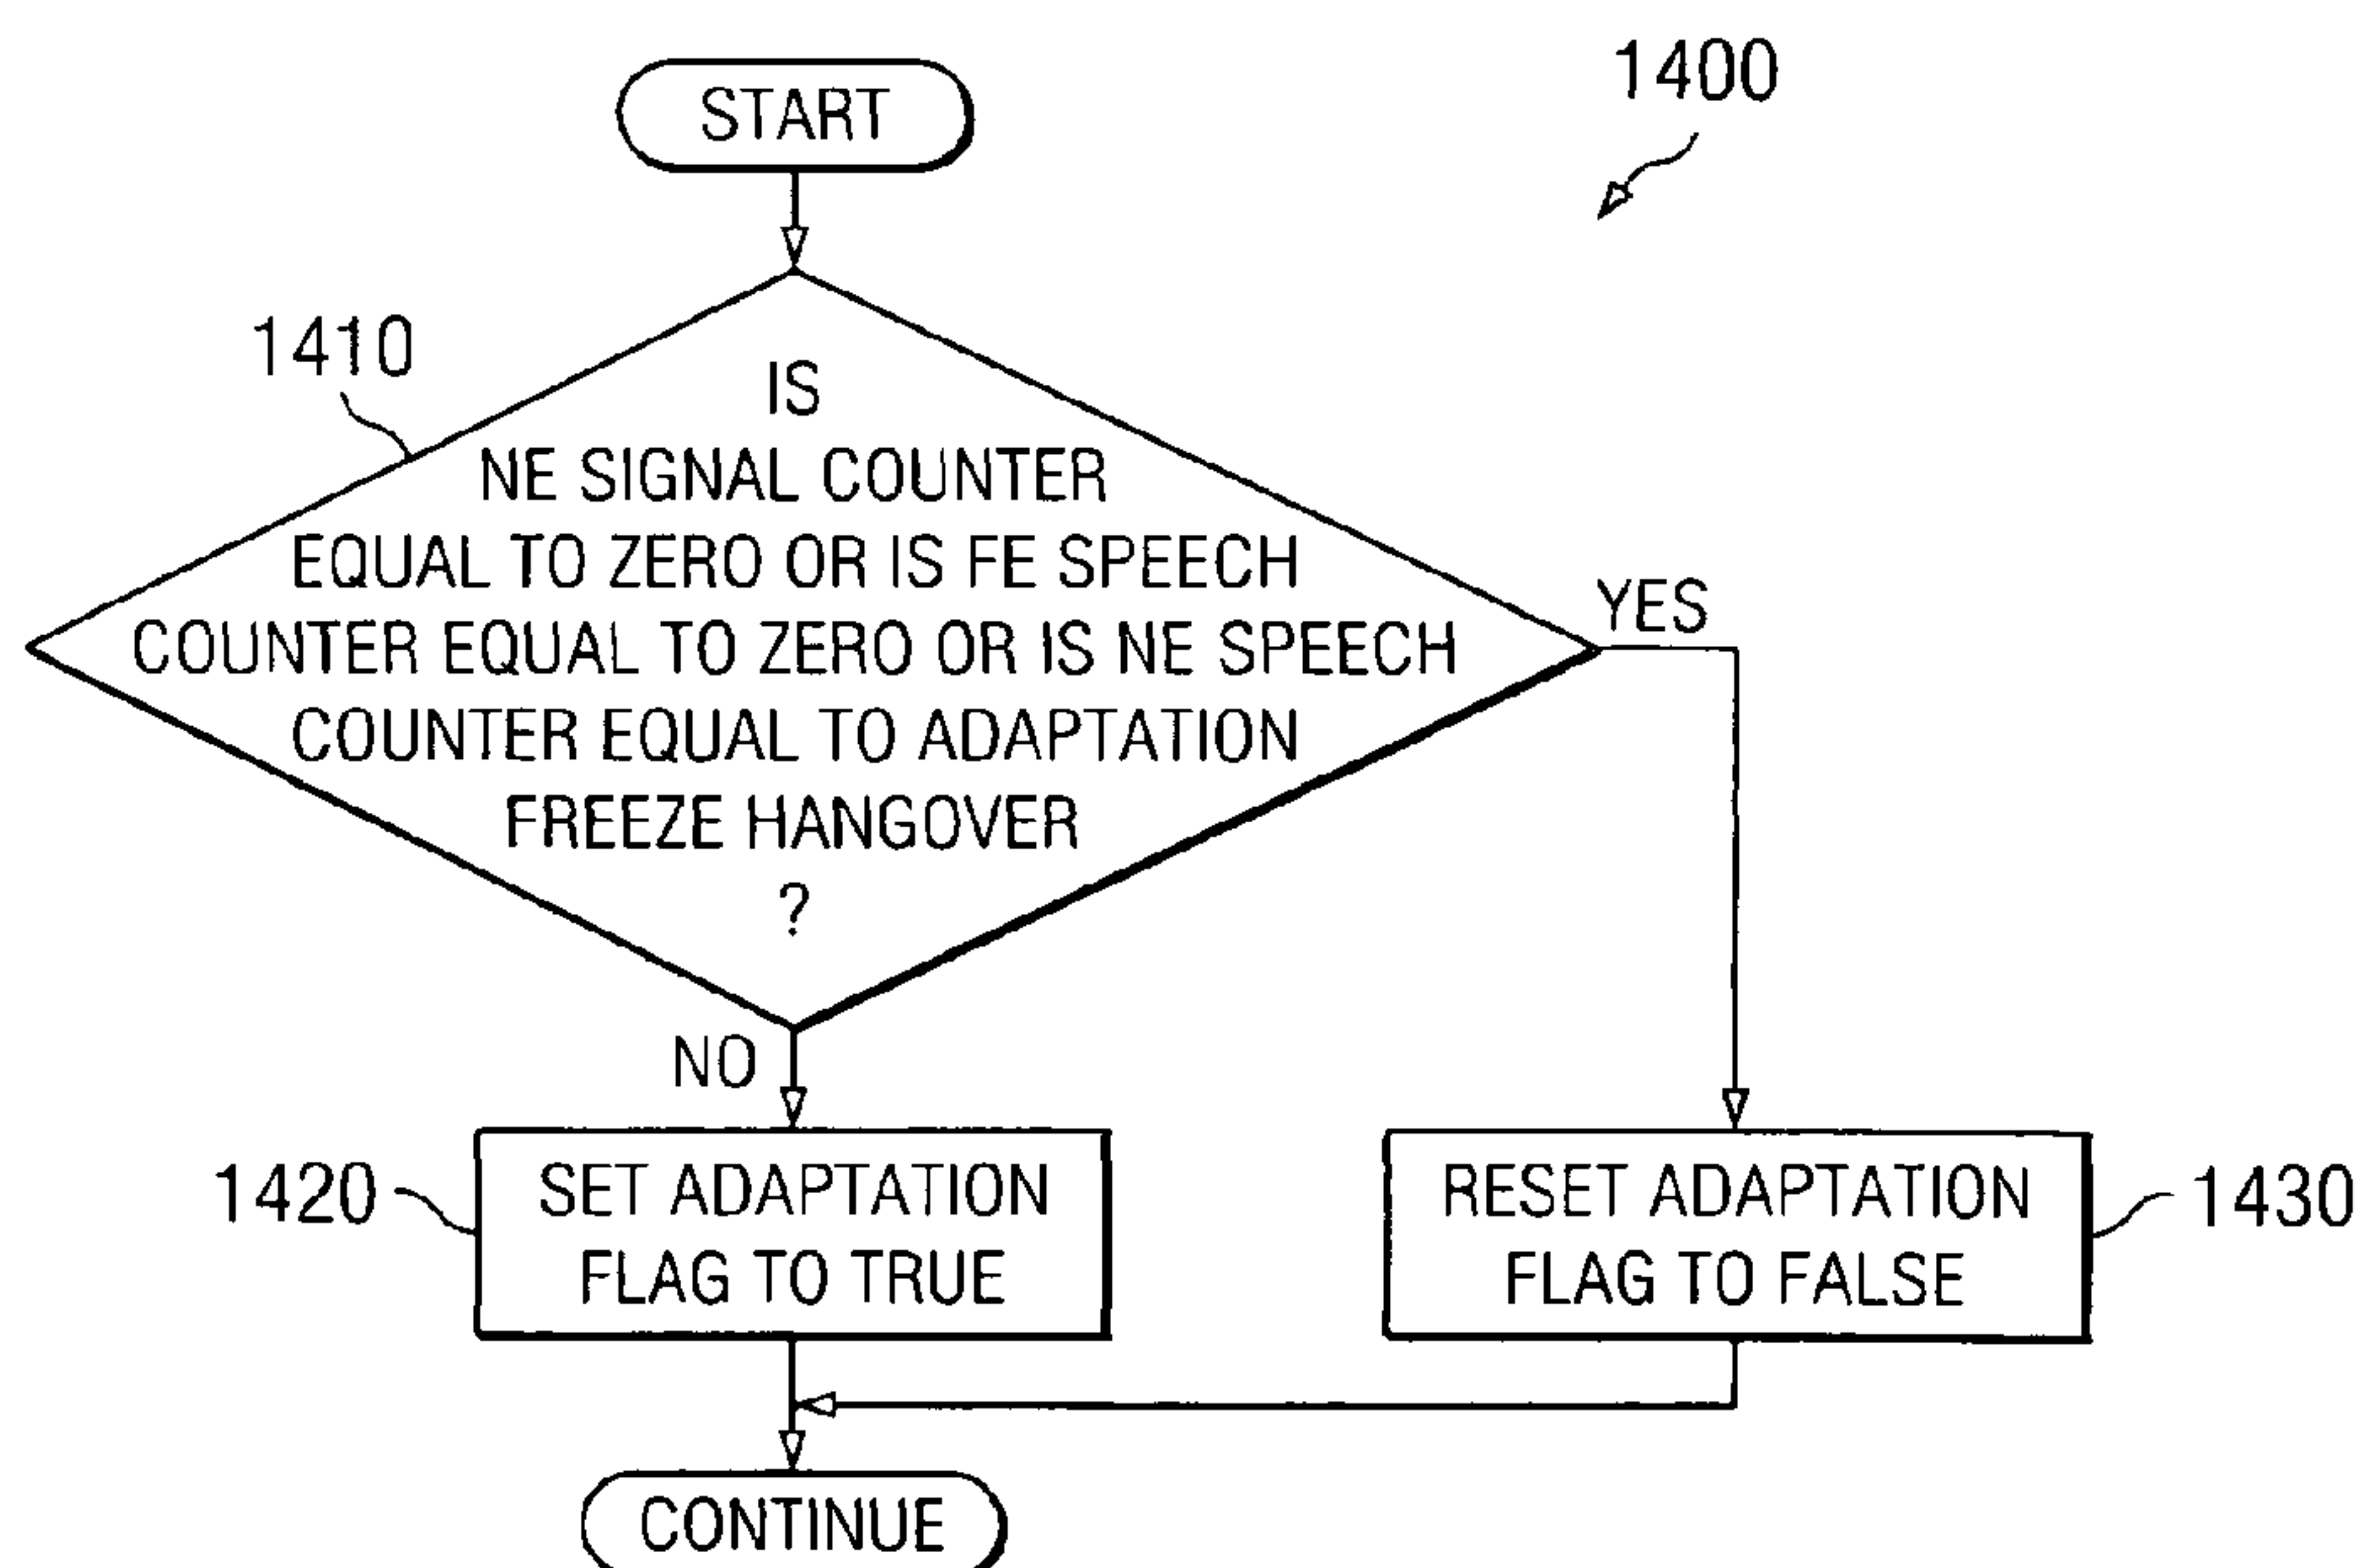 START
1400
1410
IS
NE SIGNAL COUNTER
EQUAL TO ZERO OR IS FE SPEECH
COUNTER EQUAL TO ZERO OR IS NE SPEECH
COUNTER EQUAL TO ADAPTATION
FREEZE HANGOVER
?
YES
NO
1420
SET ADAPTATION
FLAG TO TRUE
RESET ADAPTATION
FLAG TO FALSE
1430
CONTINUE